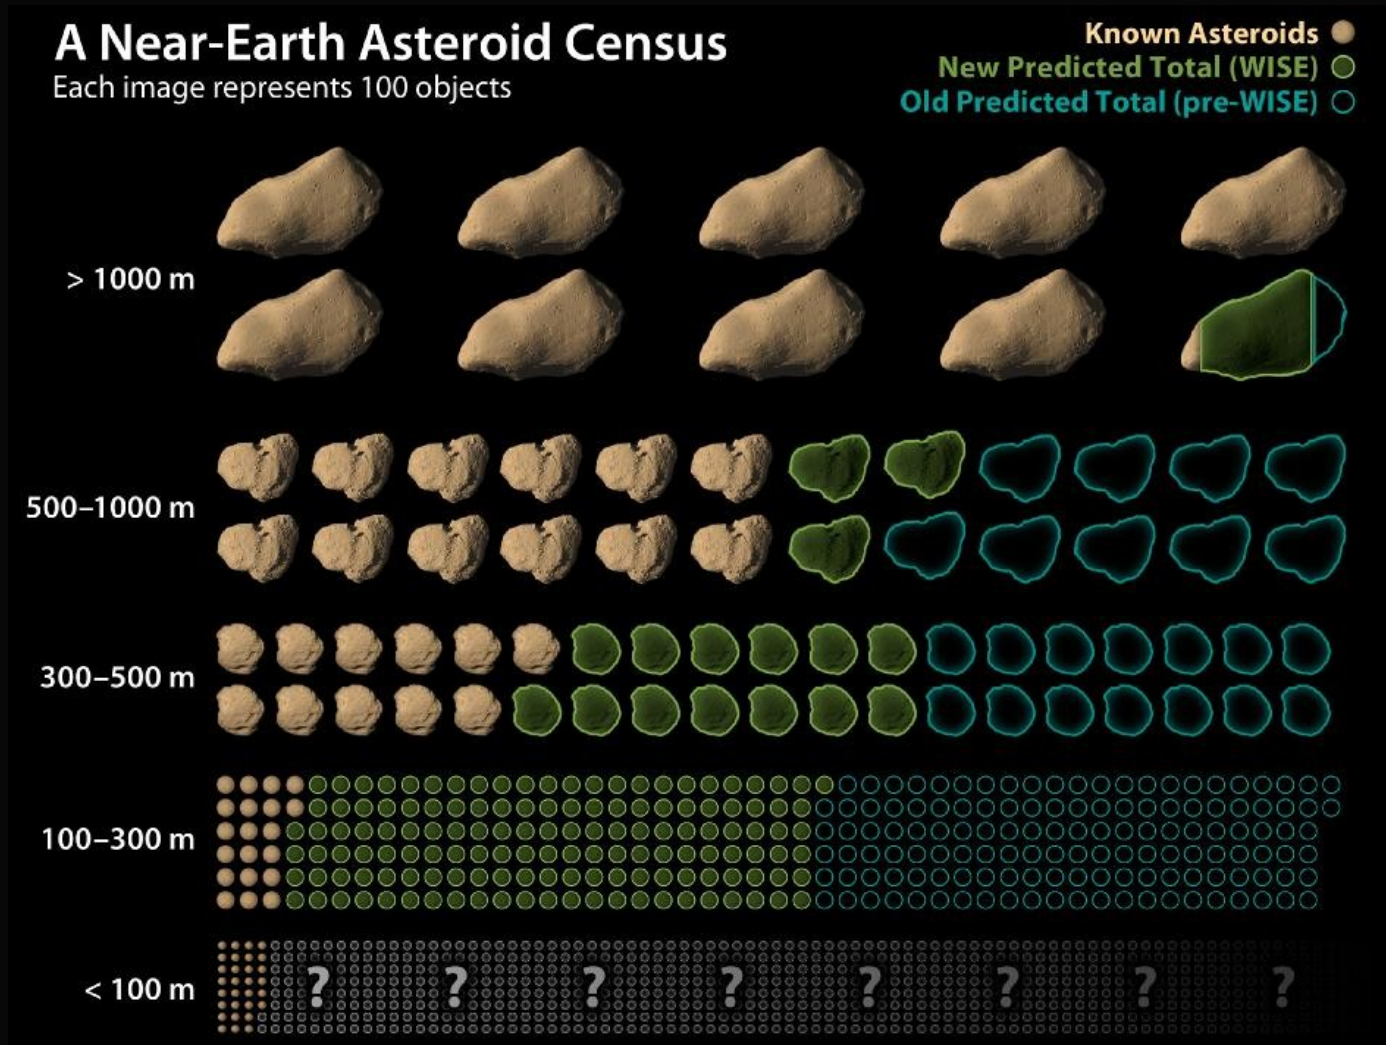 A Near-Earth Asteroid Census
Each image represents 100 objects
Known Asteroids
New Predicted Total (WISE)
Old Predicted Total (pre-WISE)
> 1000 m
500–1000 m
300–500 m
100–300 m
< 100 m
? ? ? ? ? ? ? ?